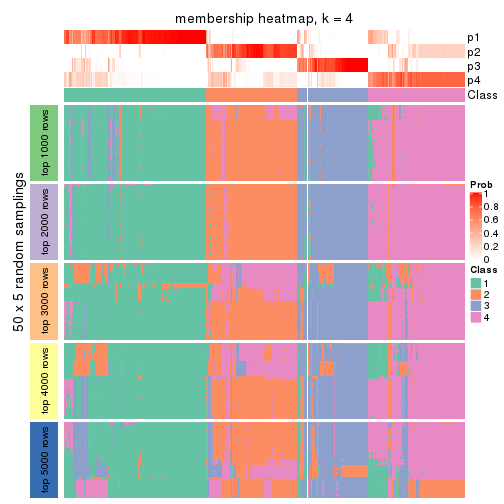 membership heatmap, k = 4
p1
p2
p3
p4
Class
50 x 5 random samplings
top 1000 rows
top 2000 rows
top 3000 rows
top 4000 rows
top 5000 rows
Prob
1
0.8
0.6
0.4
0.2
0
Class
1
2
3
4